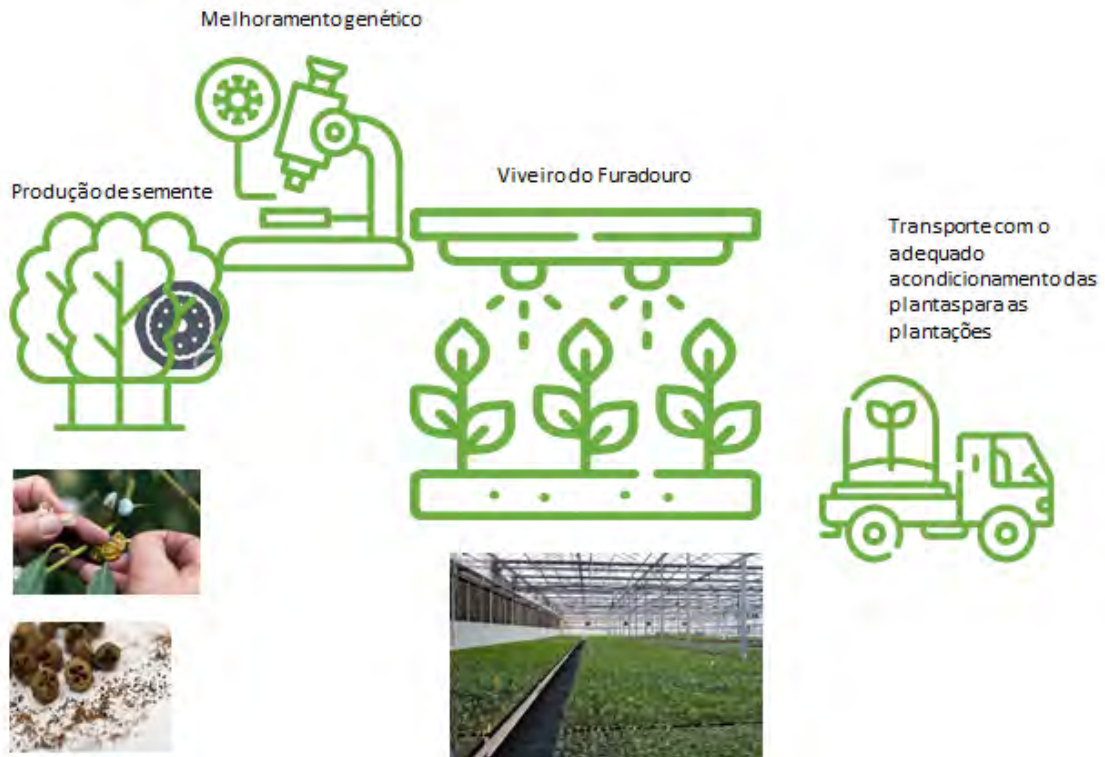 Melhoramento genético
Produção de semente
Viveiro do Furadouro
Transporte com o
adequado
acondicionamento das
plantas para as
plantações